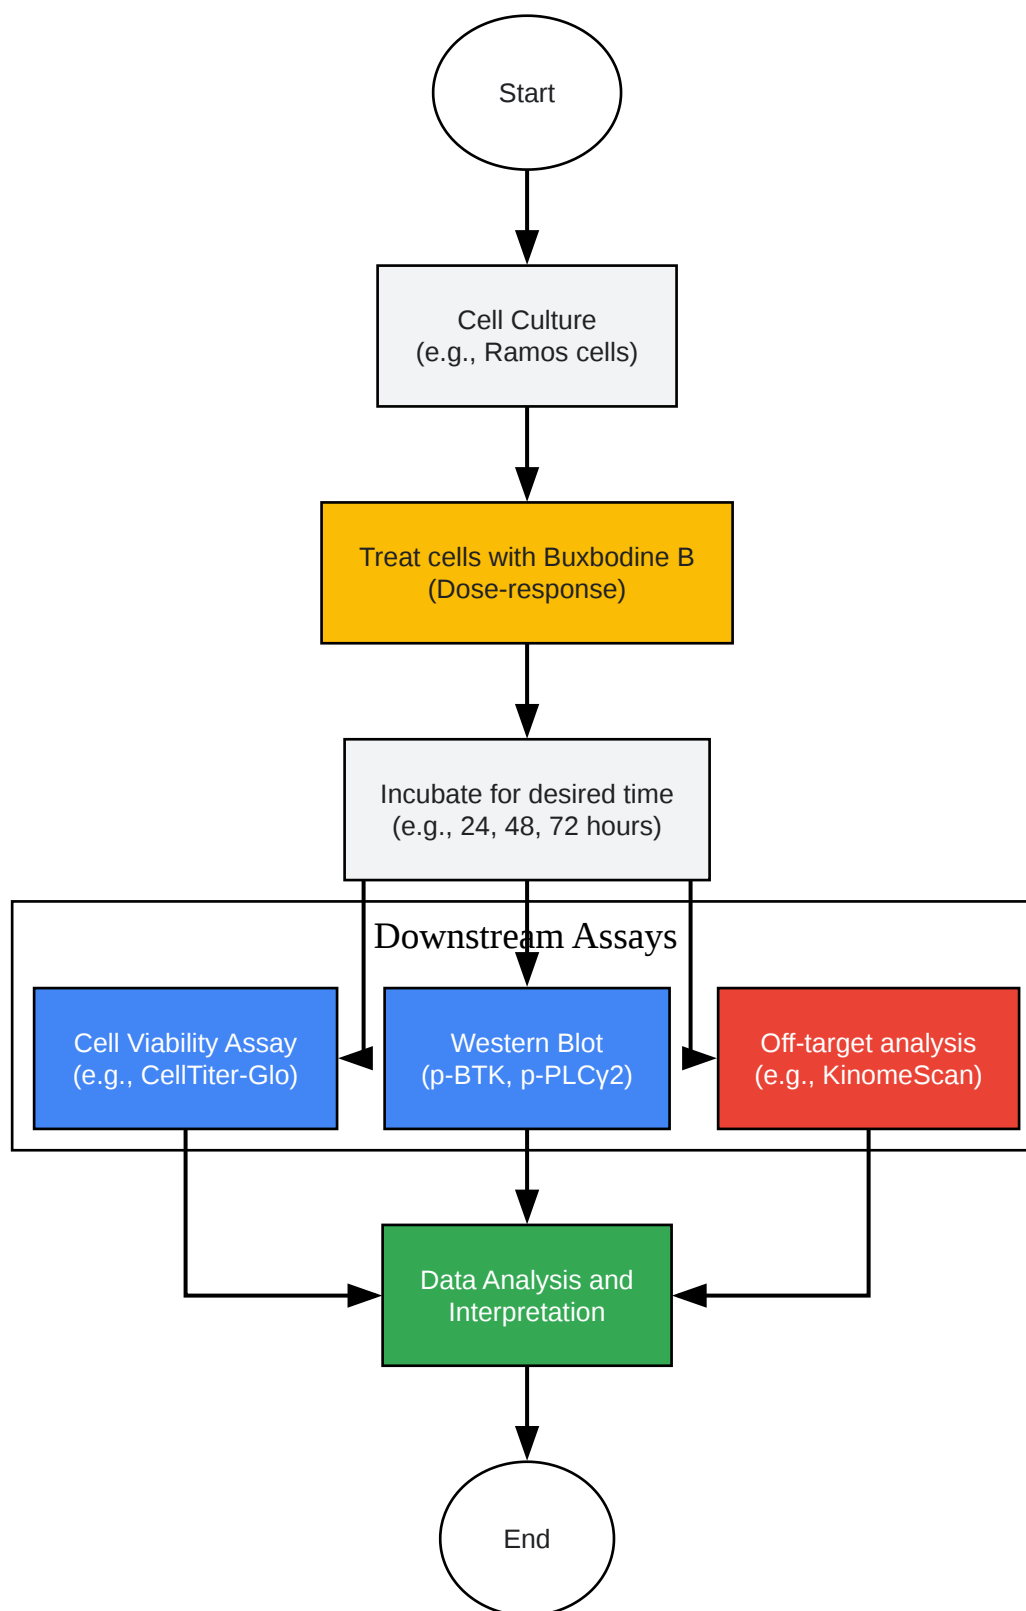 Start
Cell Culture
(e.g., Ramos cells)
Treat cells with Buxbodine B
(Dose-response)
Incubate for desired time
(e.g., 24, 48, 72 hours)
Downstream Assays
Cell Viability Assay
(e.g., CellTiter-Glo)
Western Blot
(p-BTK, p-PLCγ2)
Off-target analysis
(e.g., KinomeScan)
Data Analysis and
Interpretation
End